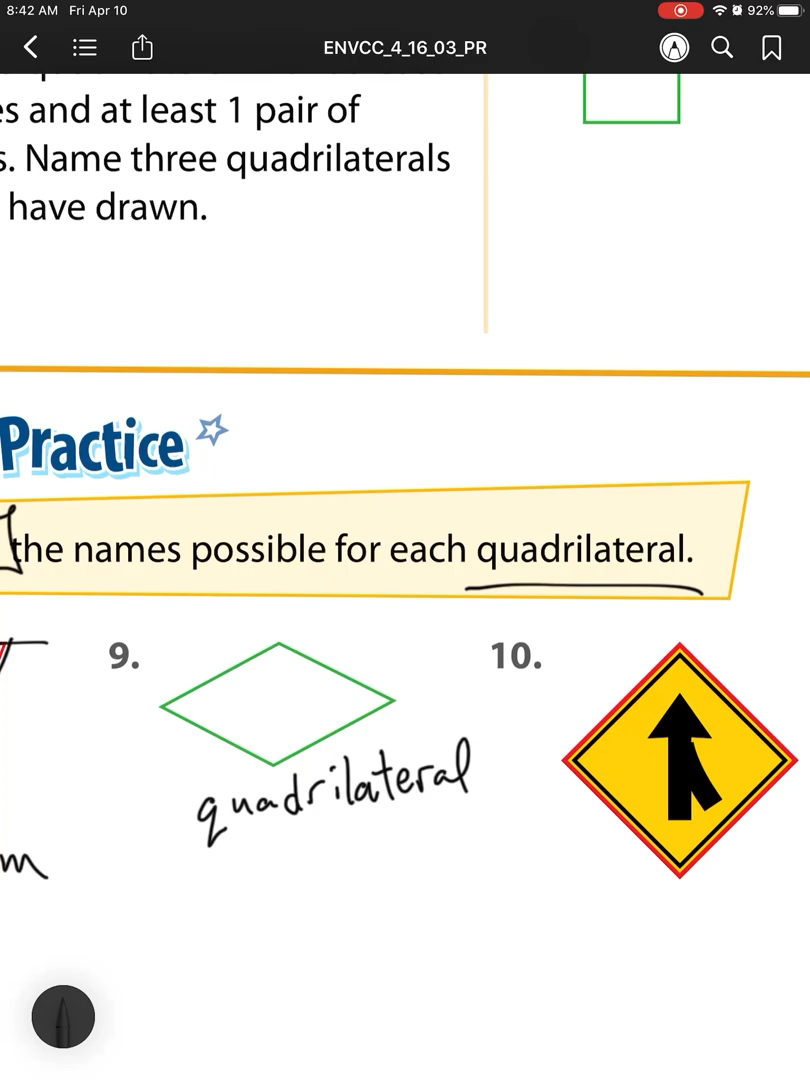 8:42 AM Fri Apr 10
92%
ENVCC_4_16_03_PR
s and at least 1 pair of
s. Name three quadrilaterals
have drawn.
Practice
the names possible for each quadrilateral.
9.
10.
quadrilateral
m